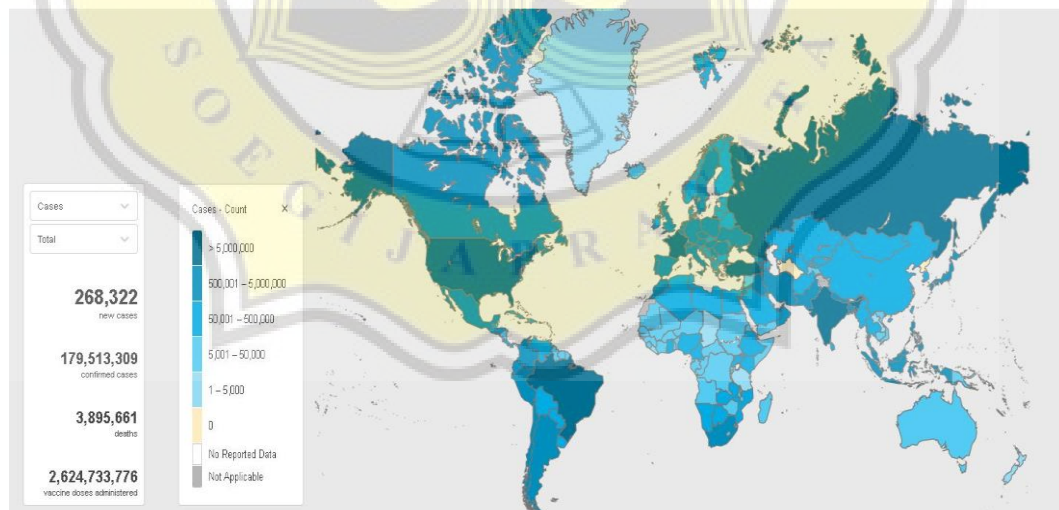 SOEGIJAPRA
Cases
Total
268,322
new cases
179,513,309
confirmed cases
3,895,661
deaths
2,624,733,776
vaccine doses administered
Cases - Count X
> 5,000,000
500,001 – 5,000,000
50,001 – 500,000
5,001 – 50,000
1 – 5,000
0
No Reported Data
Not Applicable